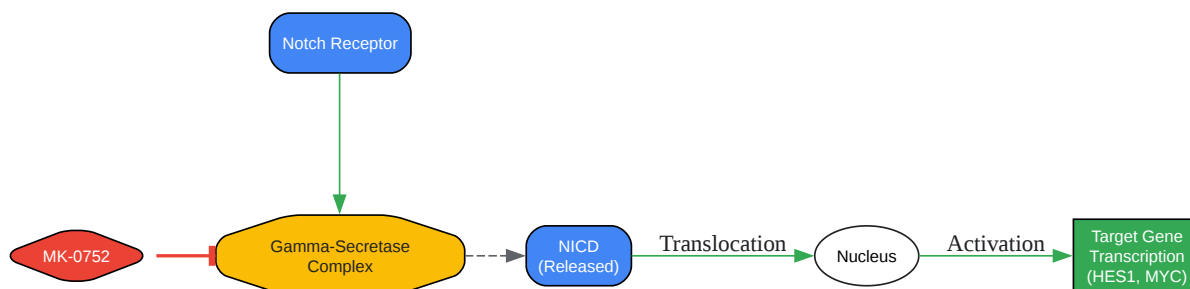 Notch Receptor
MK-0752
Gamma-Secretase
Complex
NICD
(Released)
Translocation
Nucleus
Activation
Target Gene
Transcription
(HES1, MYC)